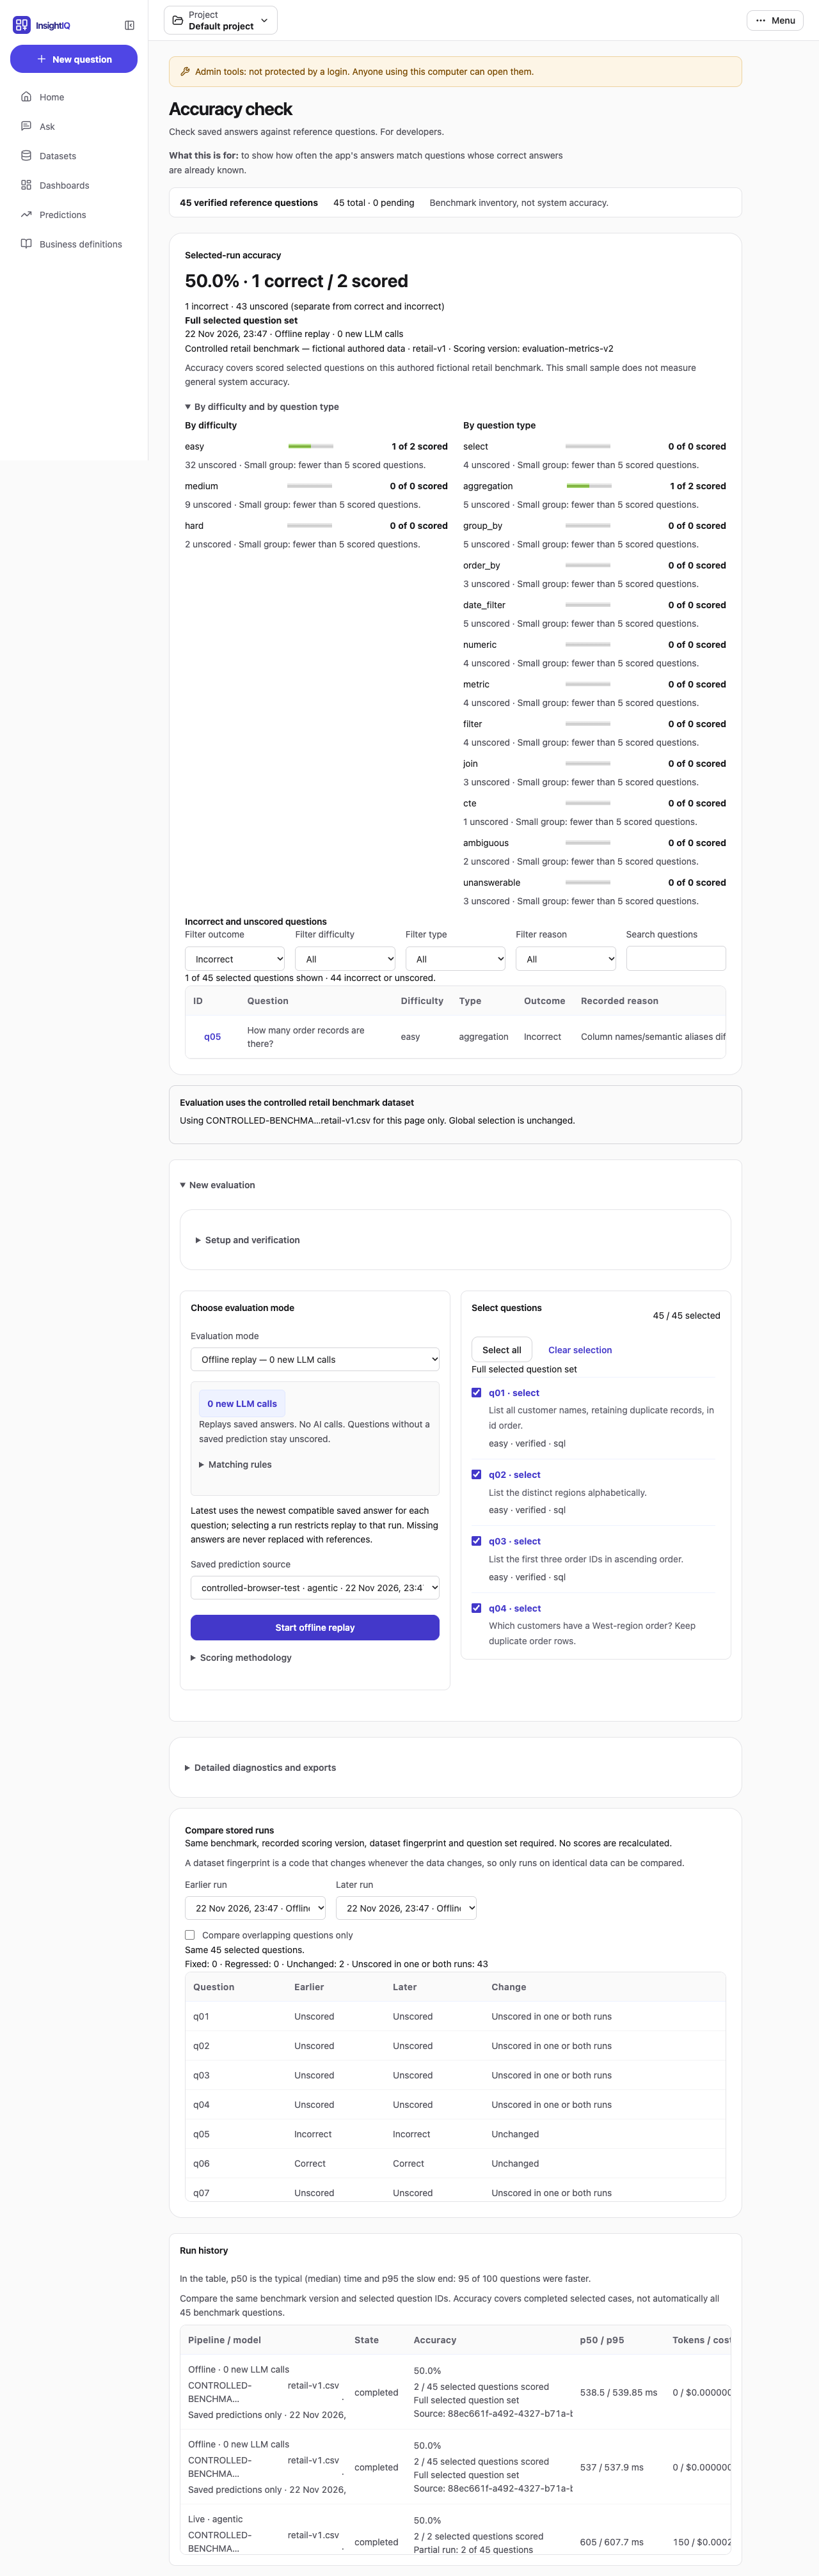 InsightIQ
New question
Home
Ask
Datasets
Dashboards
Predictions
Business definitions
Project
Default project
Menu
Admin tools: not protected by a login. Anyone using this computer can open them.
Accuracy check
Check saved answers against reference questions. For developers.
What this is for: to show how often the app's answers match questions whose correct answers
are already known.
45 verified reference questions 45 total · 0 pending Benchmark inventory, not system accuracy.
Selected-run accuracy
50.0% · 1 correct / 2 scored
1 incorrect · 43 unscored (separate from correct and incorrect)
Full selected question set
22 Nov 2026, 23:47 · Offline replay · 0 new LLM calls
Controlled retail benchmark — fictional authored data · retail-v1 · Scoring version: evaluation-metrics-v2
Accuracy covers scored selected questions on this authored fictional retail benchmark. This small sample does not measure
general system accuracy.
By difficulty and by question type
By difficulty
easy 1 of 2 scored
32 unscored · Small group: fewer than 5 scored questions.
medium 0 of 0 scored
9 unscored · Small group: fewer than 5 scored questions.
hard 0 of 0 scored
2 unscored · Small group: fewer than 5 scored questions.
By question type
select 0 of 0 scored
4 unscored · Small group: fewer than 5 scored questions.
aggregation 1 of 2 scored
5 unscored · Small group: fewer than 5 scored questions.
group_by 0 of 0 scored
5 unscored · Small group: fewer than 5 scored questions.
order_by 0 of 0 scored
3 unscored · Small group: fewer than 5 scored questions.
date_filter 0 of 0 scored
5 unscored · Small group: fewer than 5 scored questions.
numeric 0 of 0 scored
4 unscored · Small group: fewer than 5 scored questions.
metric 0 of 0 scored
4 unscored · Small group: fewer than 5 scored questions.
filter 0 of 0 scored
4 unscored · Small group: fewer than 5 scored questions.
join 0 of 0 scored
3 unscored · Small group: fewer than 5 scored questions.
cte 0 of 0 scored
1 unscored · Small group: fewer than 5 scored questions.
ambiguous 0 of 0 scored
2 unscored · Small group: fewer than 5 scored questions.
unanswerable 0 of 0 scored
3 unscored · Small group: fewer than 5 scored questions.
Incorrect and unscored questions
Filter outcome Filter difficulty Filter type Filter reason Search questions
Incorrect All All All
1 of 45 selected questions shown · 44 incorrect or unscored.
ID Question Difficulty Type Outcome Recorded reason
q05 How many order records are
there? easy aggregation Incorrect Column names/semantic aliases dif
Evaluation uses the controlled retail benchmark dataset
Using CONTROLLED-BENCHMA...retail-v1.csv for this page only. Global selection is unchanged.
New evaluation
Setup and verification
Choose evaluation mode
Evaluation mode
Offline replay — 0 new LLM calls
0 new LLM calls
Replays saved answers. No AI calls. Questions without a
saved prediction stay unscored.
Matching rules
Latest uses the newest compatible saved answer for each
question; selecting a run restricts replay to that run. Missing
answers are never replaced with references.
Saved prediction source
controlled-browser-test · agentic · 22 Nov 2026, 23:4
Start offline replay
Scoring methodology
Select questions
45 / 45 selected
Select all Clear selection
Full selected question set
q01 · select
List all customer names, retaining duplicate records, in
id order.
easy · verified · sql
q02 · select
List the distinct regions alphabetically.
easy · verified · sql
q03 · select
List the first three order IDs in ascending order.
easy · verified · sql
q04 · select
Which customers have a West-region order? Keep
duplicate order rows.
Detailed diagnostics and exports
Compare stored runs
Same benchmark, recorded scoring version, dataset fingerprint and question set required. No scores are recalculated.
A dataset fingerprint is a code that changes whenever the data changes, so only runs on identical data can be compared.
Earlier run Later run
22 Nov 2026, 23:47 · Offlin 22 Nov 2026, 23:47 · Offlin
Compare overlapping questions only
Same 45 selected questions.
Fixed: 0 · Regressed: 0 · Unchanged: 2 · Unscored in one or both runs: 43
Question Earlier Later Change
q01 Unscored Unscored Unscored in one or both runs
q02 Unscored Unscored Unscored in one or both runs
q03 Unscored Unscored Unscored in one or both runs
q04 Unscored Unscored Unscored in one or both runs
q05 Incorrect Incorrect Unchanged
q06 Correct Correct Unchanged
q07 Unscored Unscored Unscored in one or both runs
Run history
In the table, p50 is the typical (median) time and p95 the slow end: 95 of 100 questions were faster.
Compare the same benchmark version and selected question IDs. Accuracy covers completed selected cases, not automatically all
45 benchmark questions.
Pipeline / model State Accuracy p50 / p95 Tokens / cost
Offline · 0 new LLM calls
CONTROLLED-BENCHMA... retail-v1.csv ·
Saved predictions only · 22 Nov 2026,
completed
50.0%
2 / 45 selected questions scored
Full selected question set
Source: 88ec661f-a492-4327-b71a-b
538.5 / 539.85 ms
0 / $0.000000
Offline · 0 new LLM calls
CONTROLLED-BENCHMA... retail-v1.csv ·
Saved predictions only · 22 Nov 2026,
completed
50.0%
2 / 45 selected questions scored
Full selected question set
Source: 88ec661f-a492-4327-b71a-b
537 / 537.9 ms
0 / $0.000000
Live · agentic
CONTROLLED-BENCHMA... retail-v1.csv ·
completed
50.0%
2 / 2 selected questions scored
Partial run: 2 of 45 questions
605 / 607.7 ms
150 / $0.0002